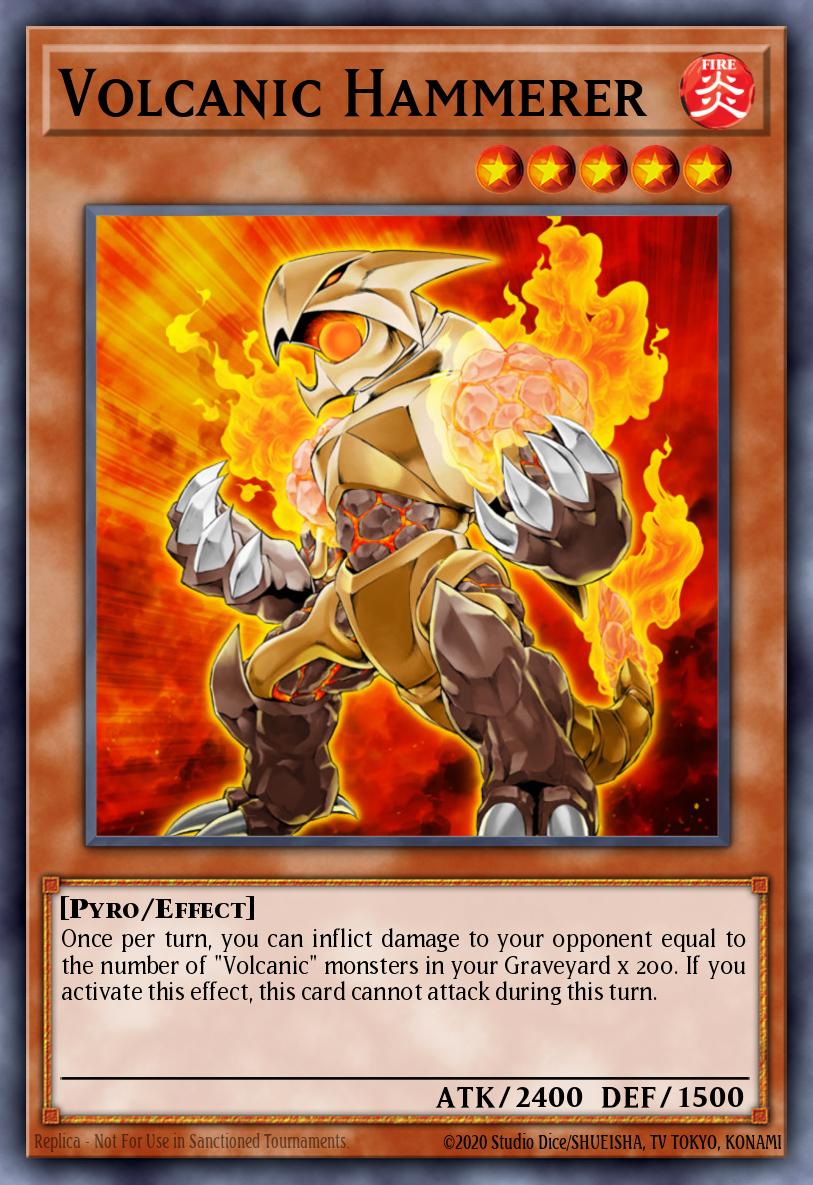 Volcanic Hammerer
FIRE
炎
[Pyro/Effect]
Once per turn, you can inflict damage to your opponent equal to
the number of "Volcanic" monsters in your Graveyard x 200. If you
activate this effect, this card cannot attack during this turn.
ATK/2400 DEF/1500
Replica - Not For Use in Sanctioned Tournaments.
©2020 Studio Dice/SHUEISHA, TV TOKYO, KONAMI